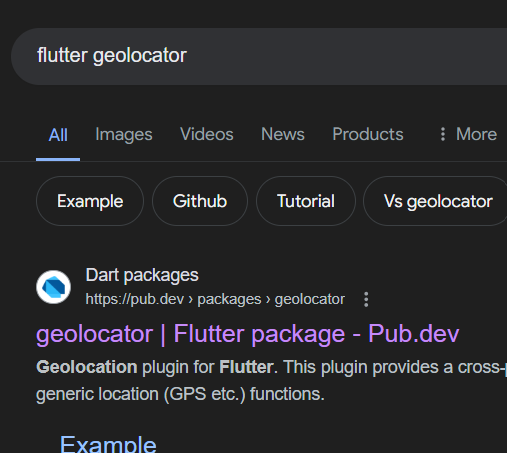 flutter geolocator
All Images Videos News Products More
Example Github Tutorial Vs geolocator
Dart packages
https://pub.dev › packages › geolocator
geolocator | Flutter package - Pub.dev
Geolocation plugin for Flutter. This plugin provides a cross-
generic location (GPS etc.) functions.
Example